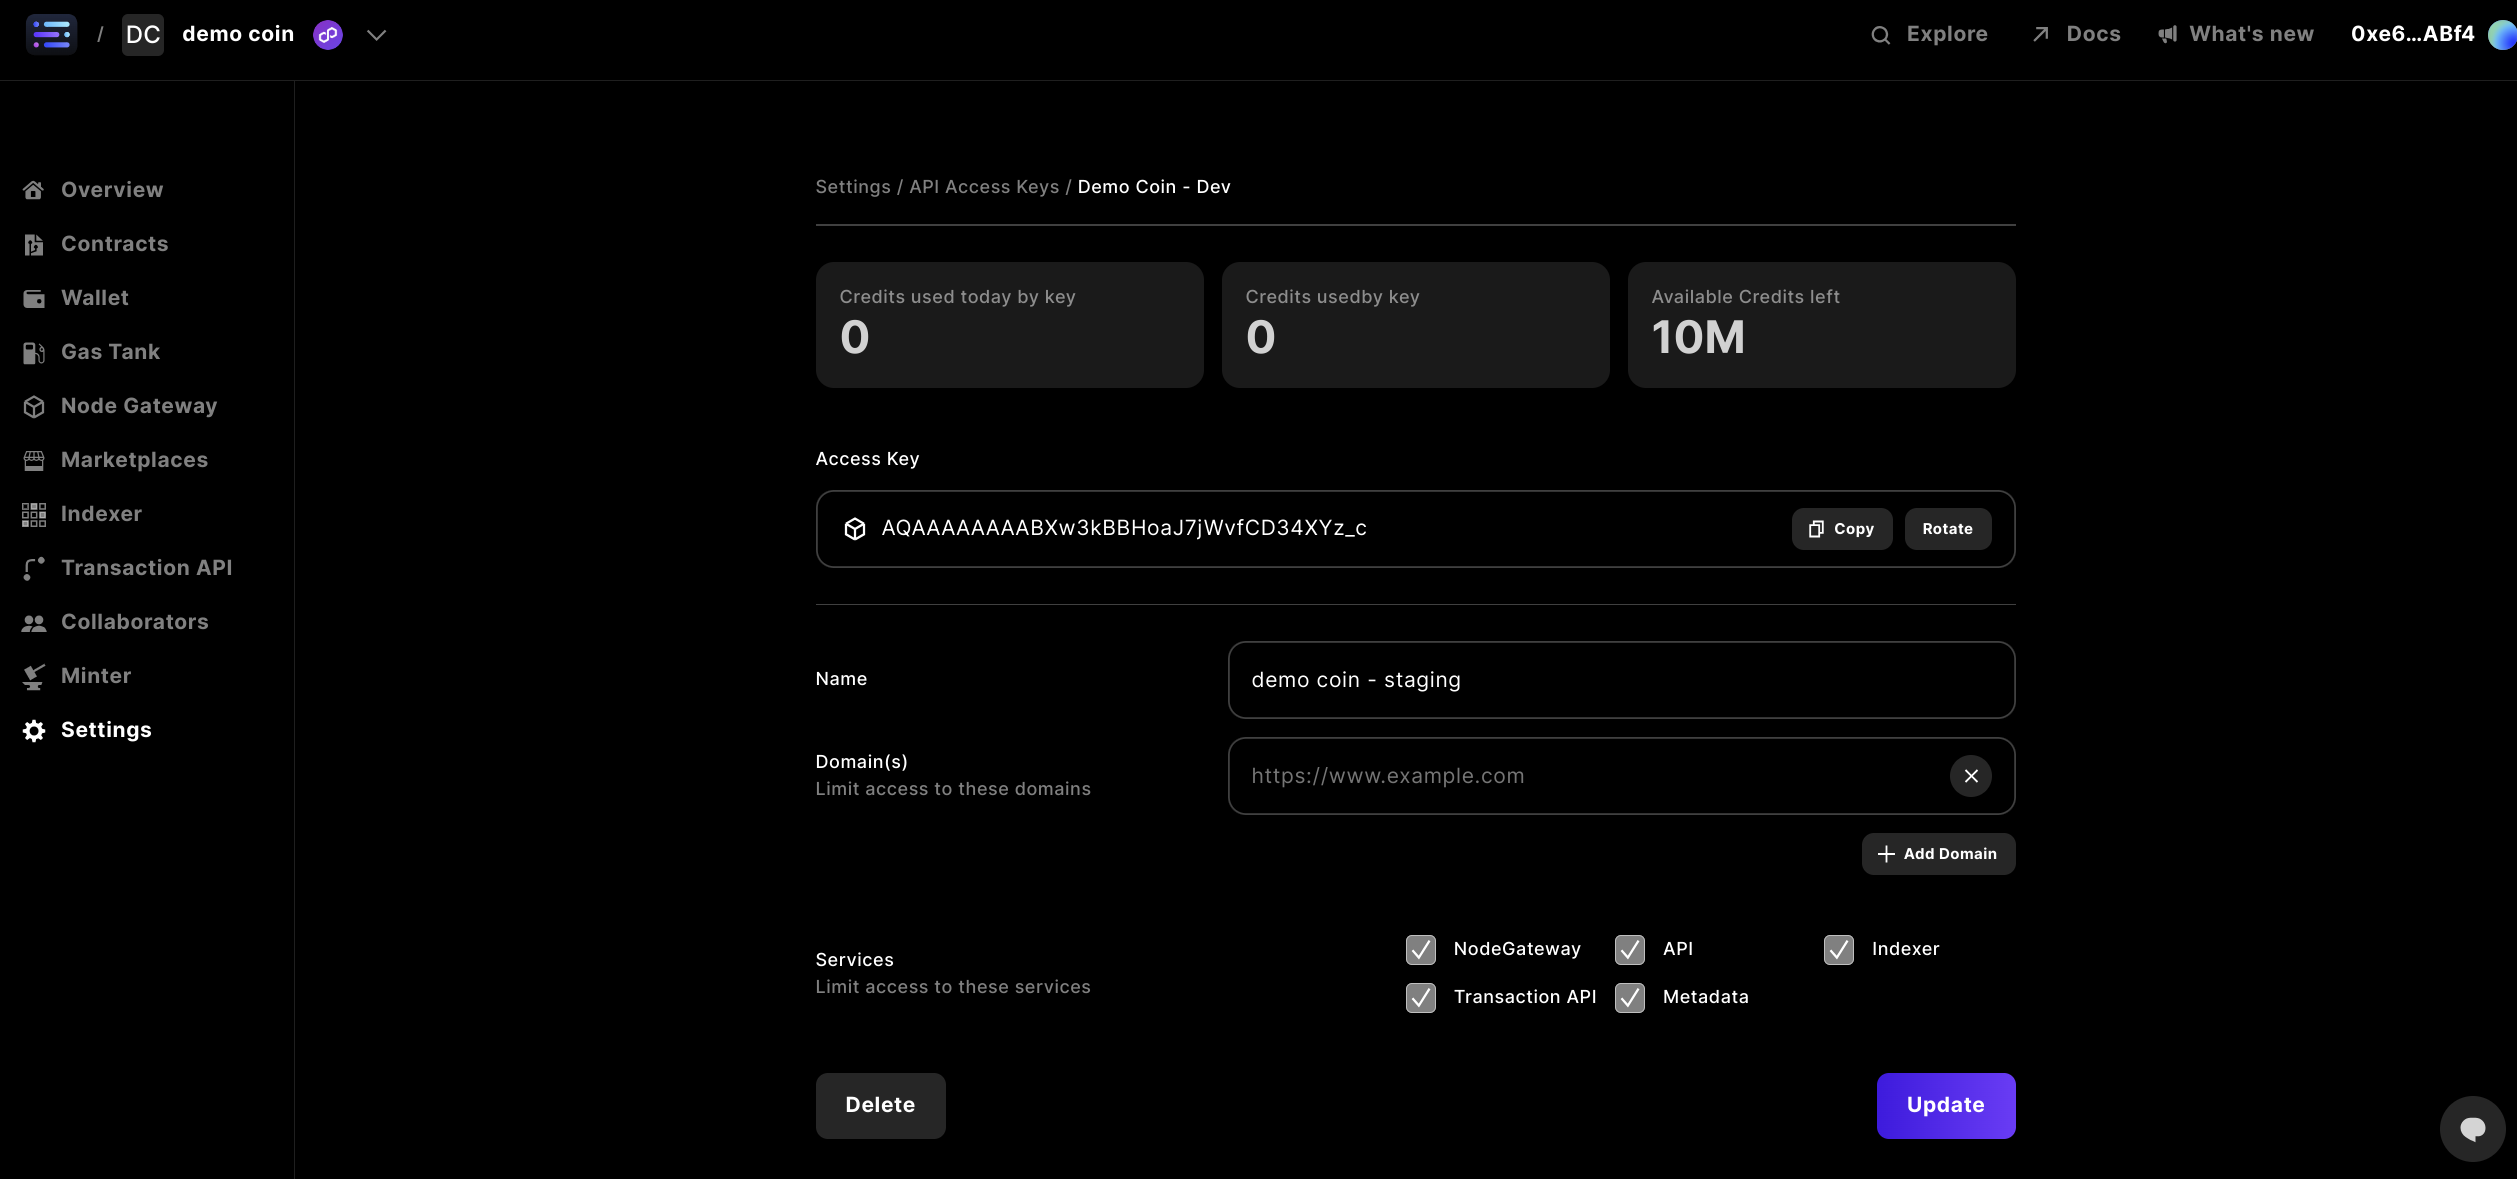 / DC demo coin
Explore Docs What's new 0xe6...ABf4
Overview
Contracts
Wallet
Gas Tank
Node Gateway
Marketplaces
Indexer
Transaction API
Collaborators
Minter
Settings
Settings / API Access Keys / Demo Coin - Dev
Credits used today by key
0
Credits usedby key
0
Available Credits left
10M
Access Key
AQAAAAAAAABXw3kBBHoaJ7jWvfCD34XYz_c
Copy
Rotate
Name
demo coin - staging
Domain(s)
Limit access to these domains
https://www.example.com
Add Domain
Services
Limit access to these services
NodeGateway API Indexer
Transaction API Metadata
Delete
Update